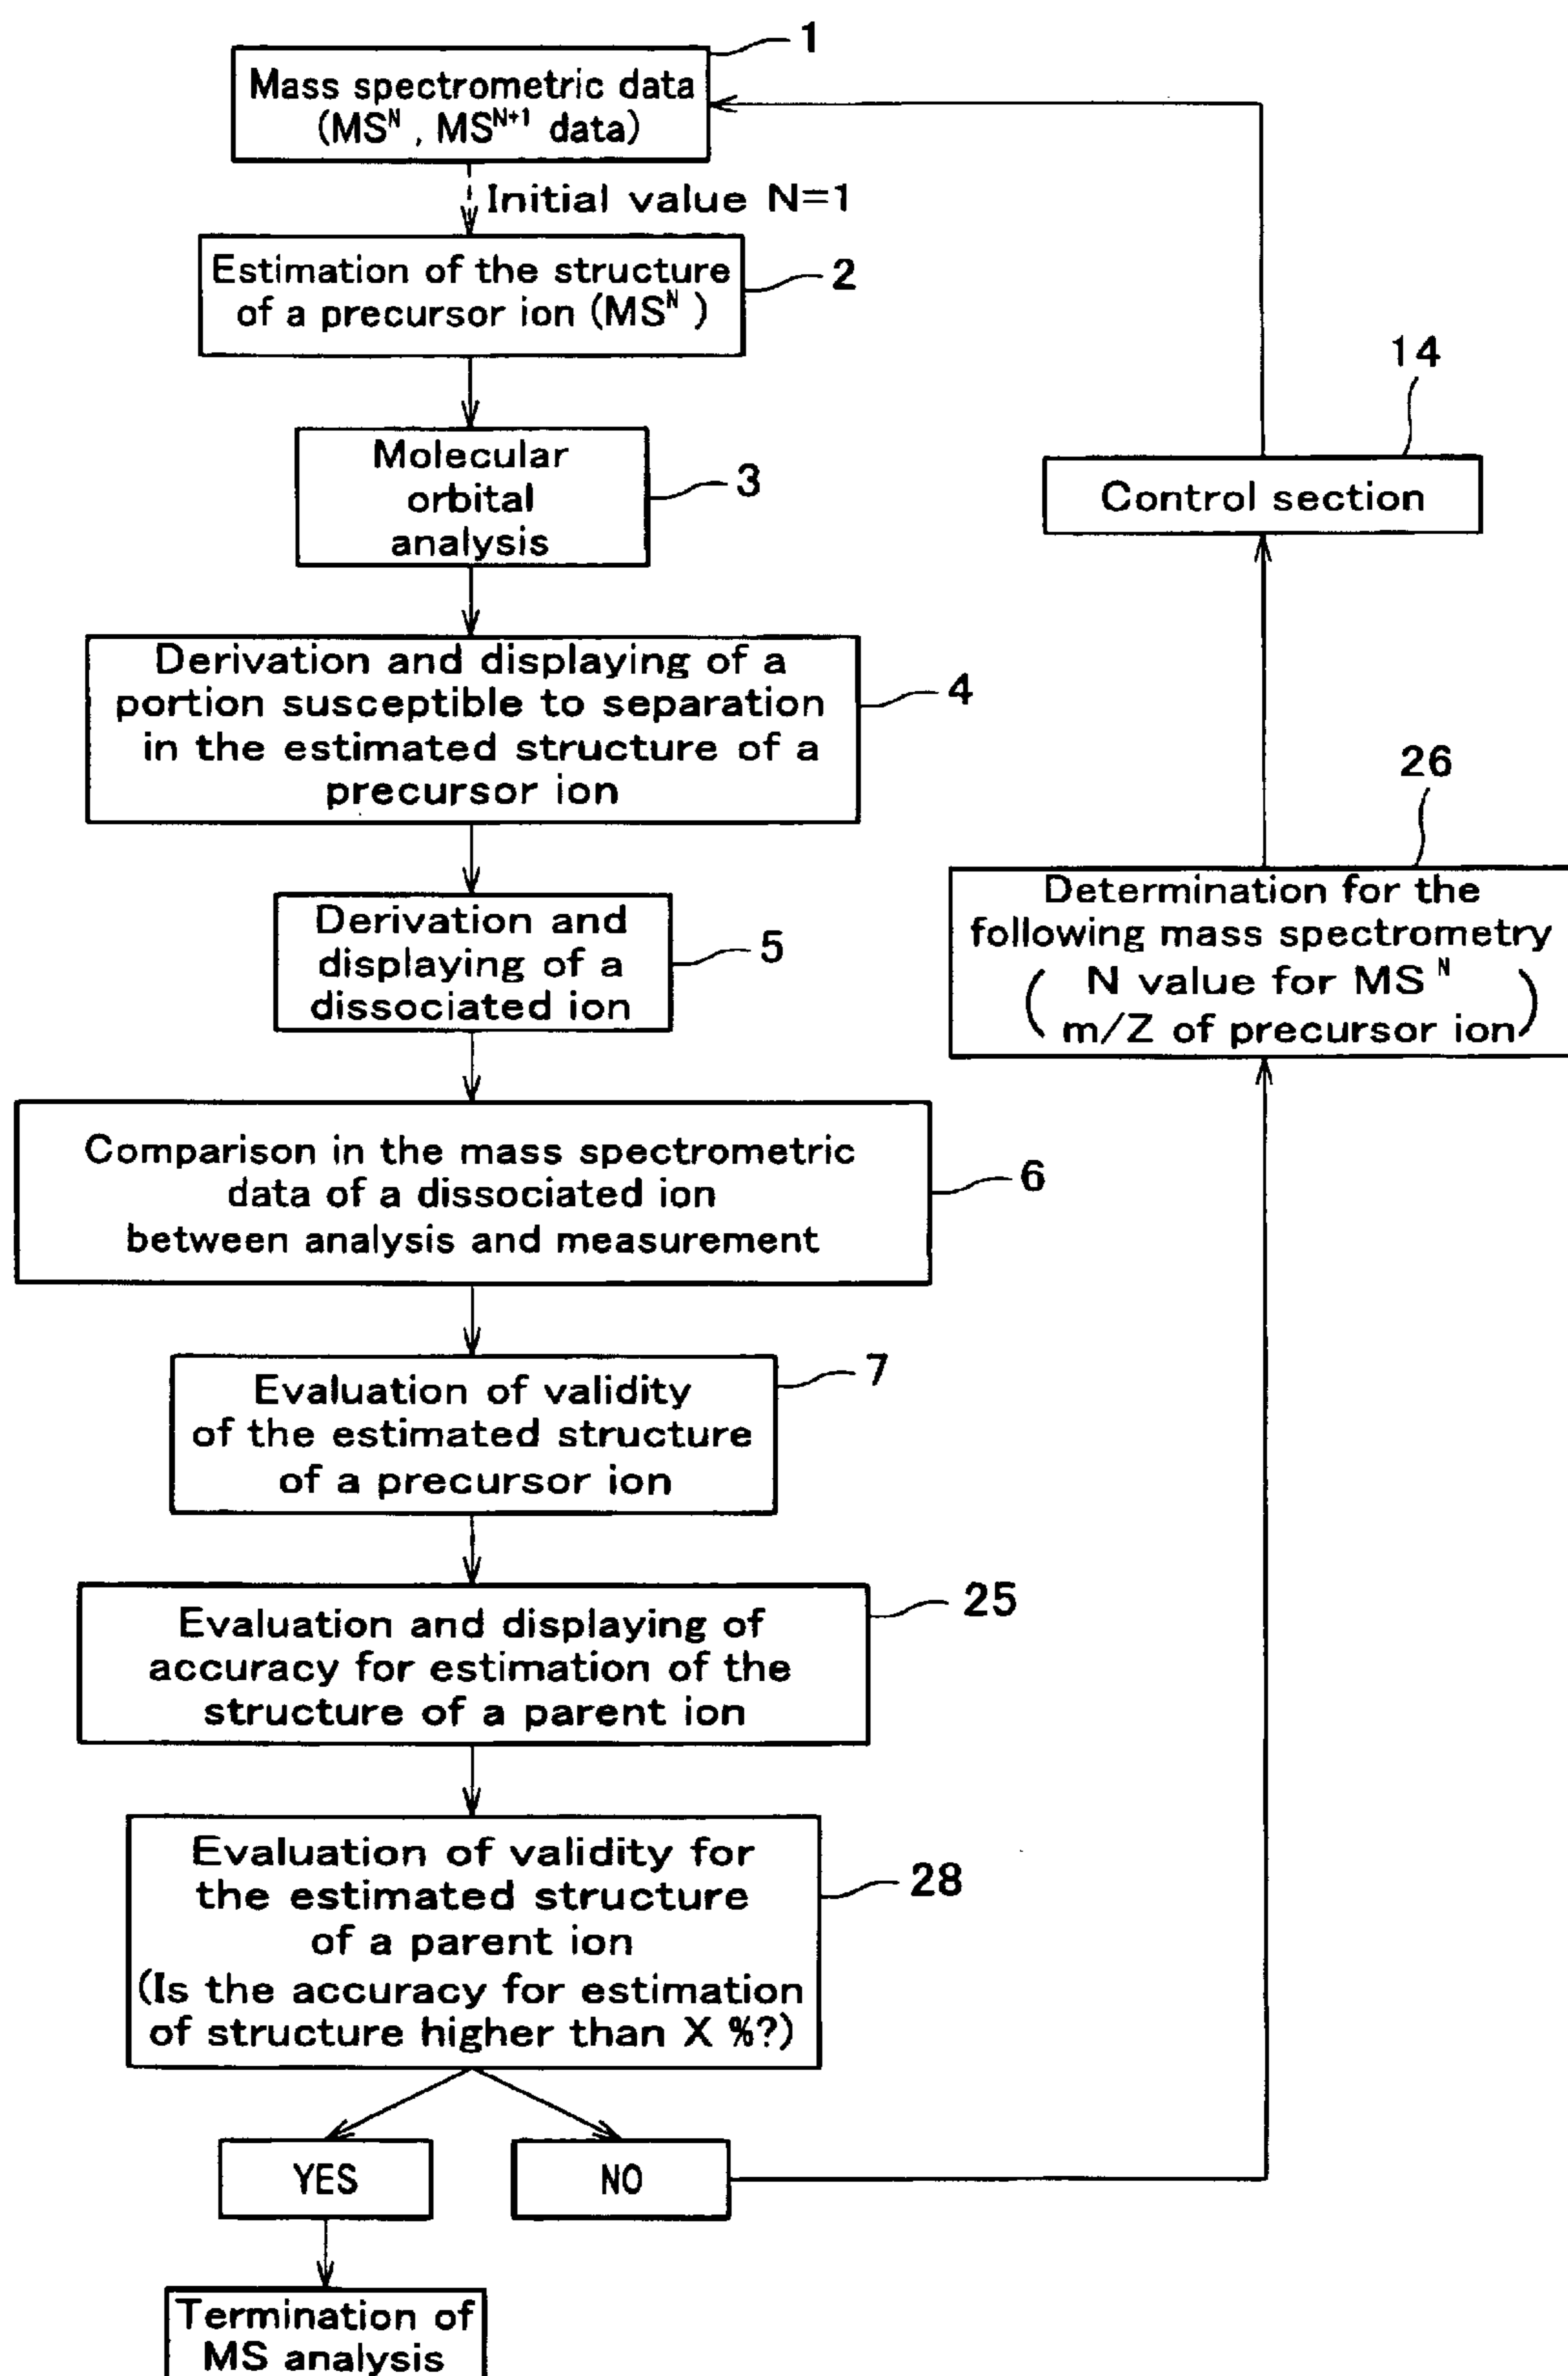 1
Mass spectrometric data
(MS^N, MS^N+1 data)
Initial value N=1
Estimation of the structure
of a precursor ion (MS^N)
2
Molecular
orbital
analysis
3
Derivation and displaying of a
portion susceptible to separation
in the estimated structure of a
precursor ion
4
Derivation and
displaying of a
dissociated ion
5
Comparison in the mass spectrometric
data of a dissociated ion
between analysis and measurement
6
Evaluation of validity
of the estimated structure
of a precursor ion
7
Evaluation and displaying of
accuracy for estimation of the
structure of a parent ion
25
Evaluation of validity for
the estimated structure
of a parent ion
(Is the accuracy for estimation
of structure higher than X %?)
28
YES
NO
Termination of
MS analysis
14
Control section
26
Determination for the
following mass spectrometry
( N value for MS^N
m/Z of precursor ion )